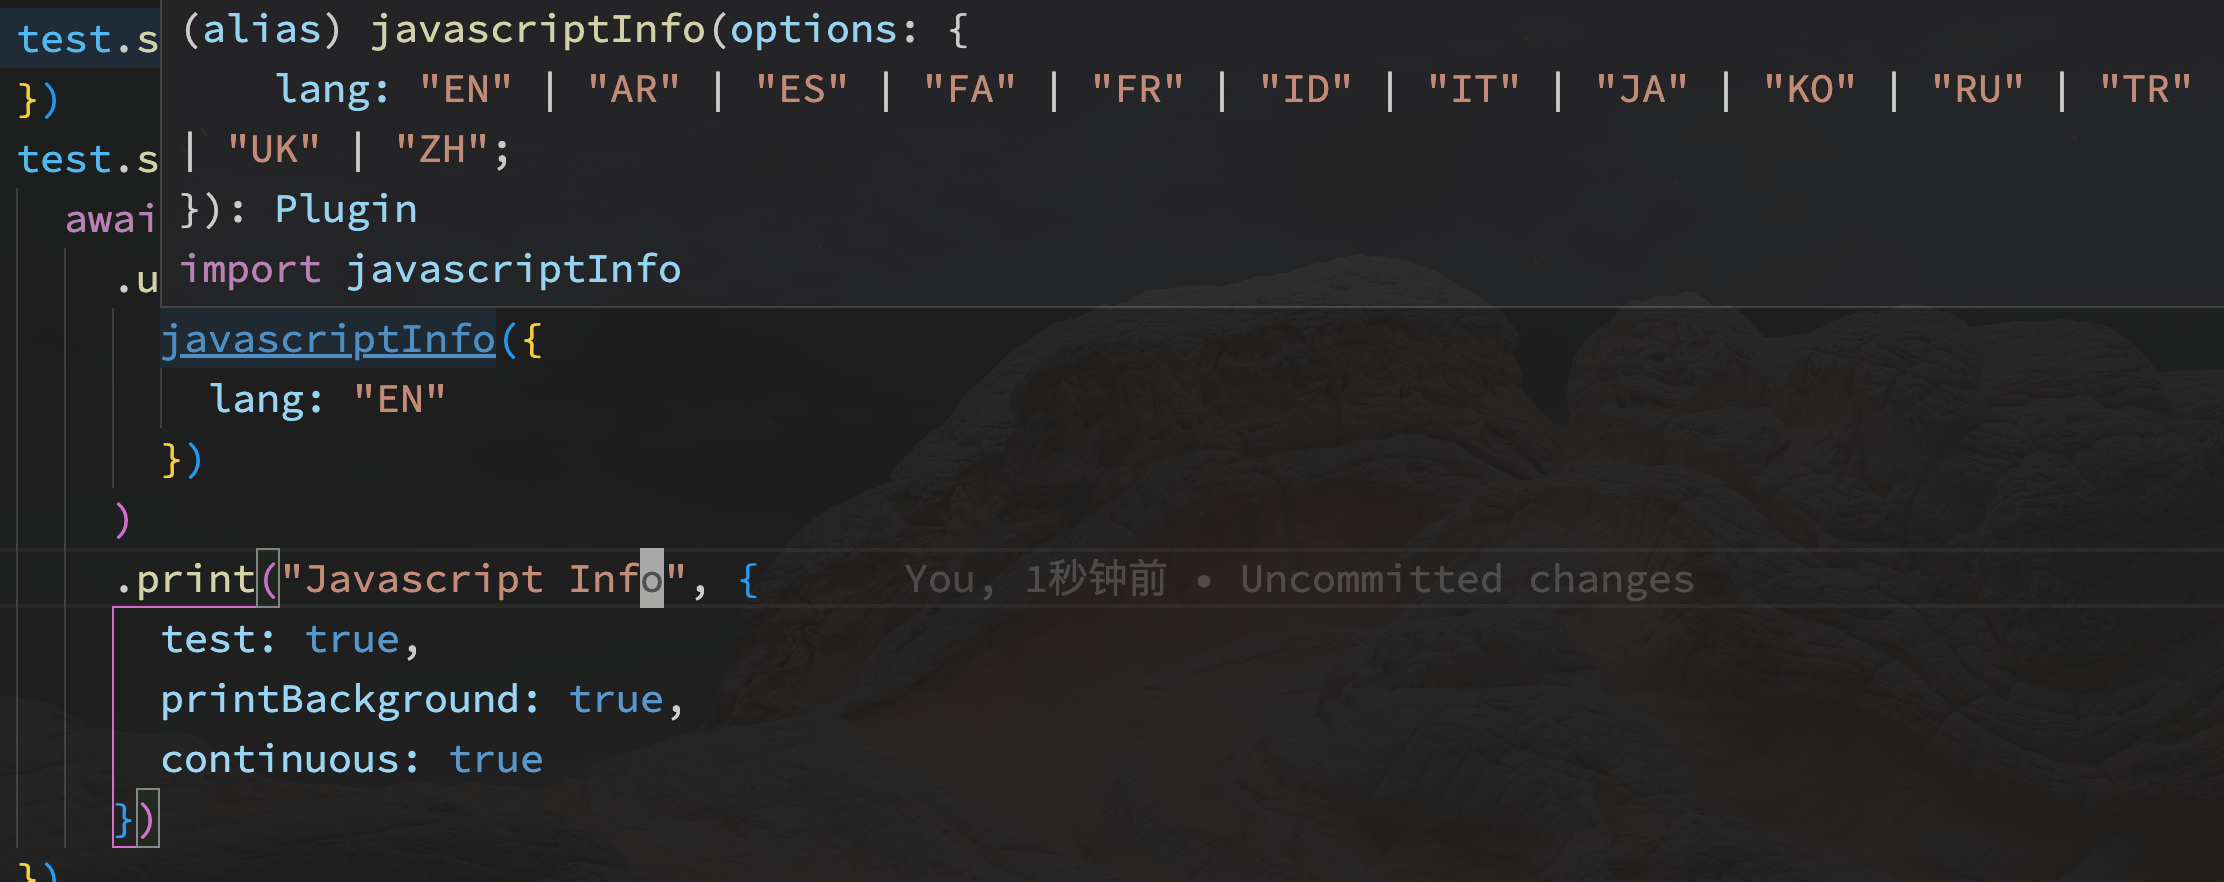 test.s
(alias) javascriptInfo(options: {
lang: "EN" | "AR" | "ES" | "FA" | "FR" | "ID" | "IT" | "JA" | "KO" | "RU" | "TR"
})
| "UK" | "ZH";
test.s
}): Plugin
awai
import javascriptInfo
.u
javascriptInfo({
lang: "EN"
})
)
.print("Javascript Info", { You, 1秒钟前 • Uncommitted changes
test: true,
printBackground: true,
continuous: true
})
})